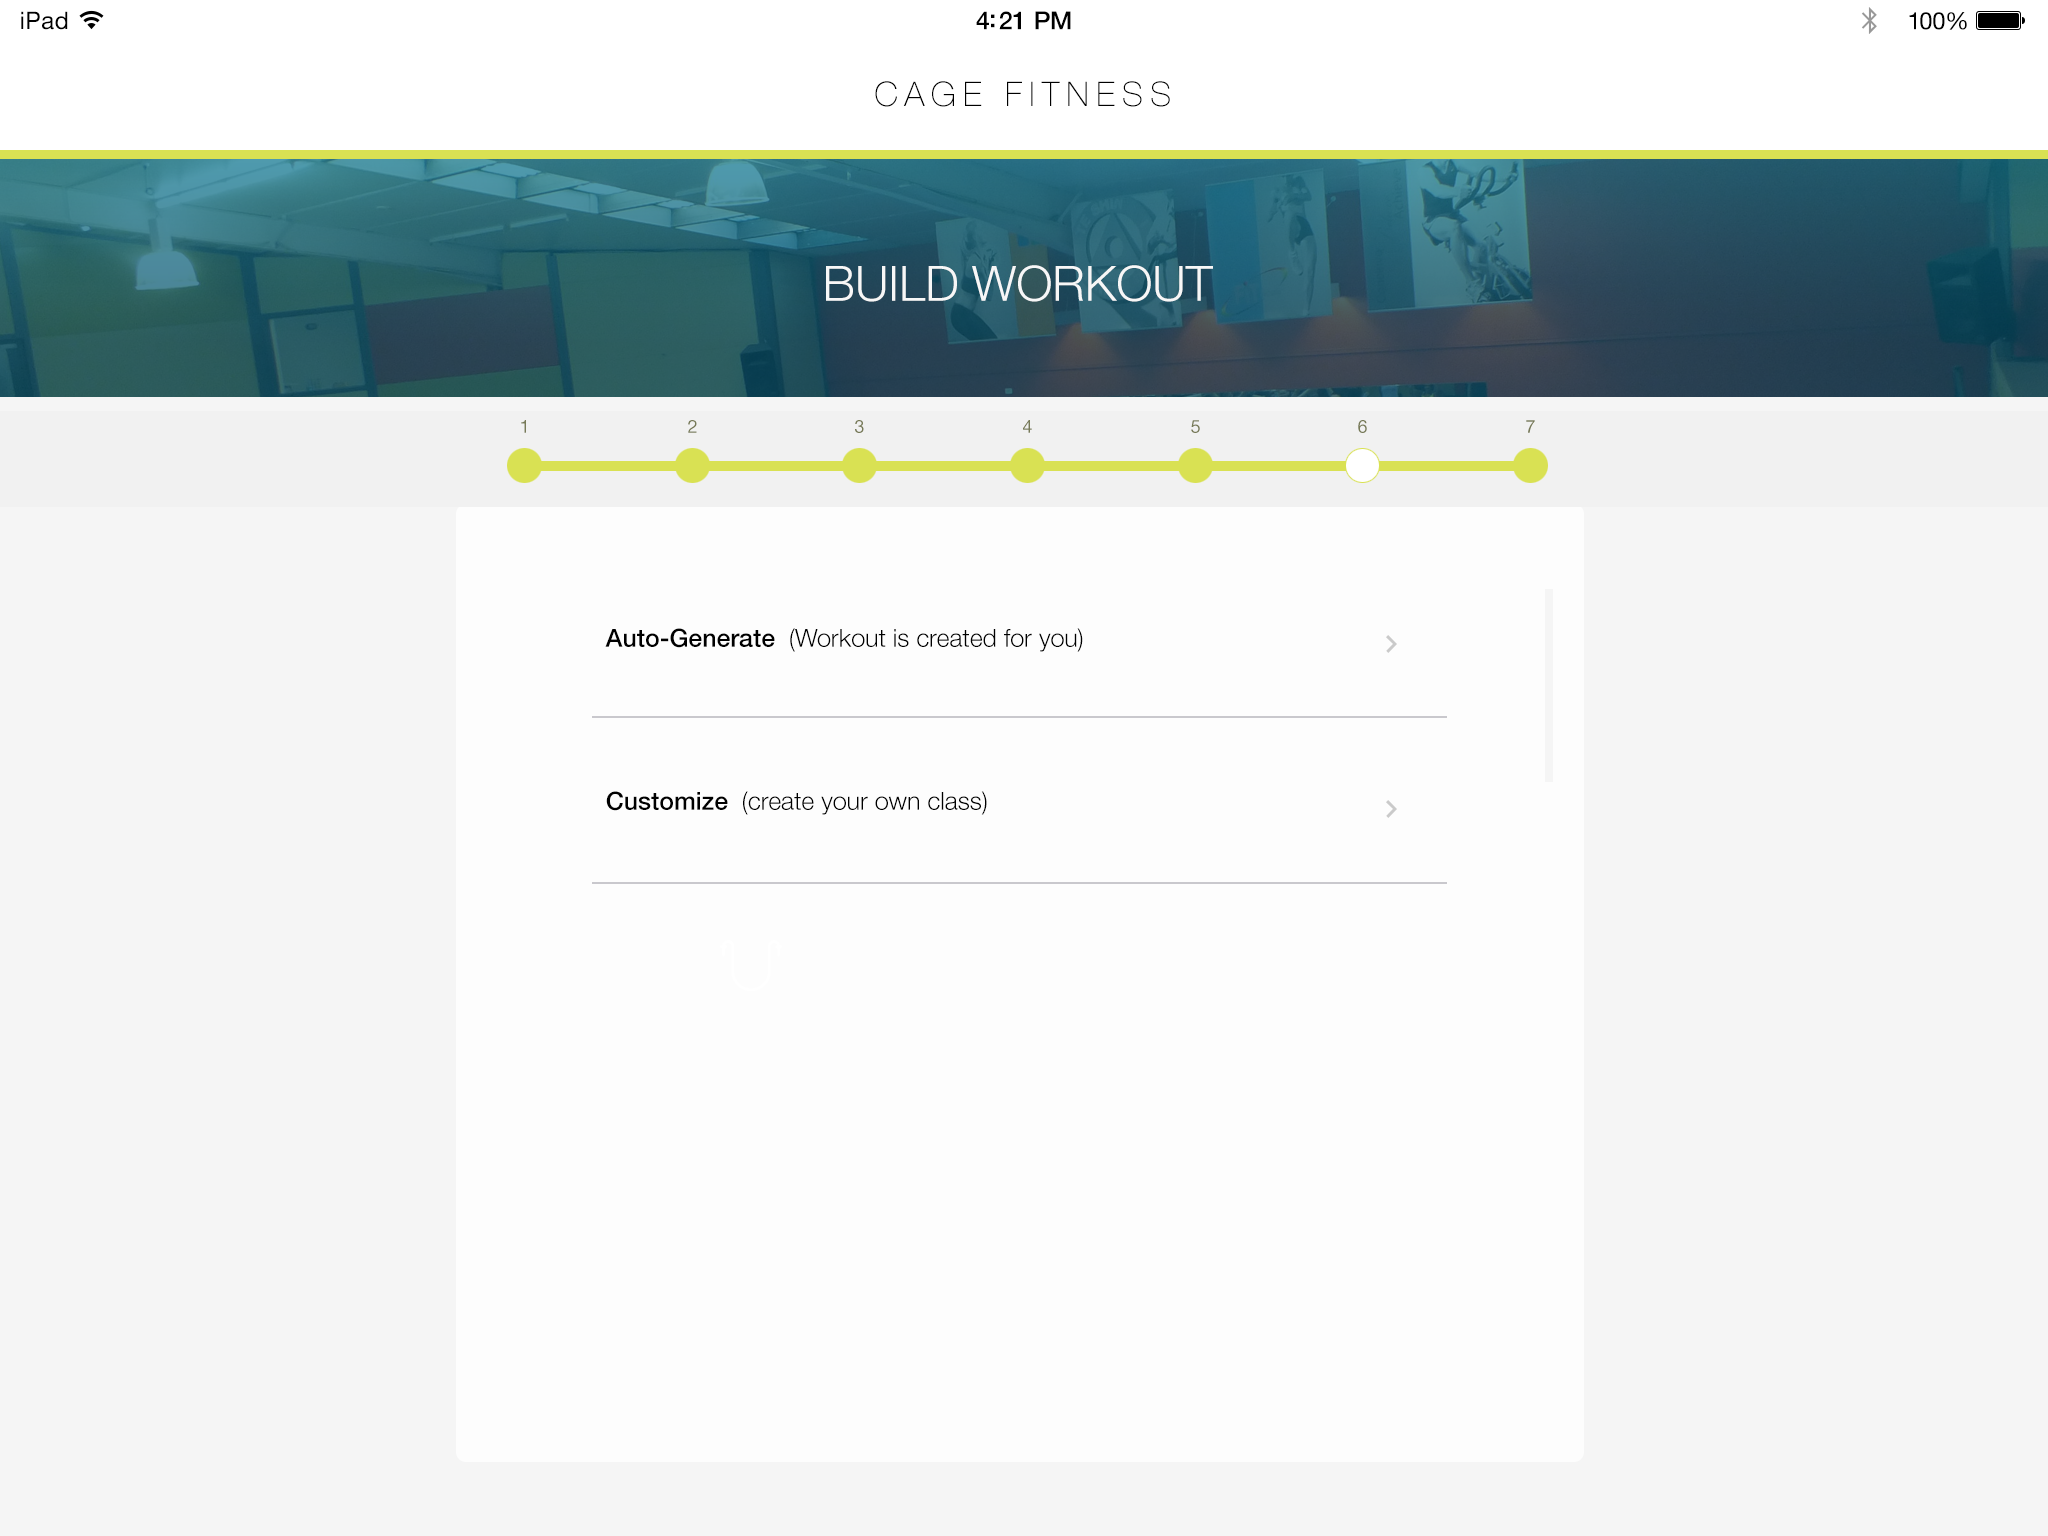 iPad 4:21 PM 100%
CAGE FITNESS
BUILD WORKOUT
1 2 3 4 5 6 7
Auto-Generate (Workout is created for you)
Customize (create your own class)